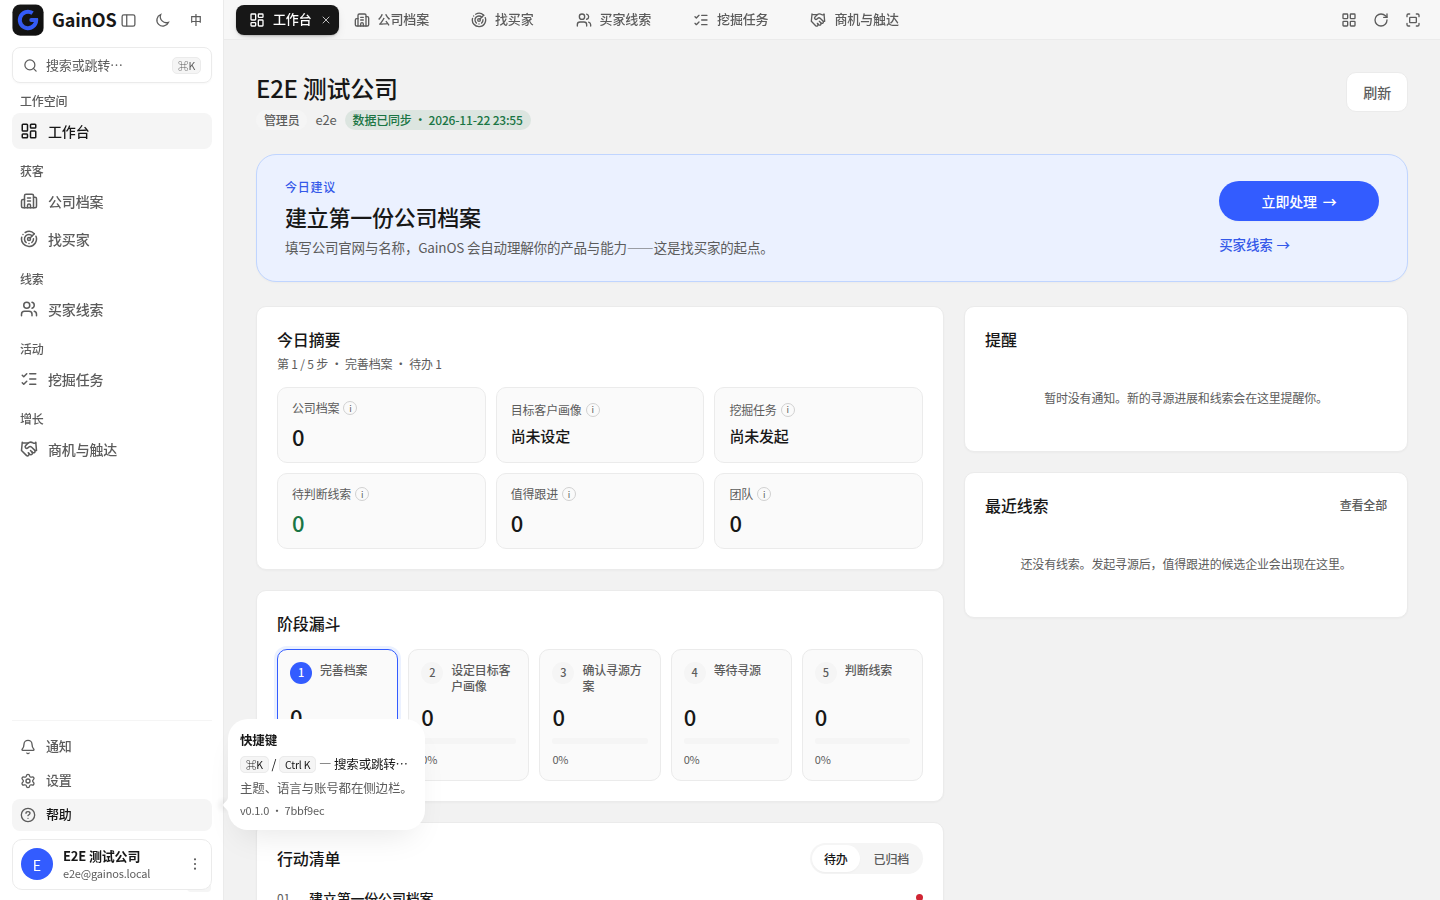 GainOS
中
搜索或跳转…
⌘K
工作空间
工作台
获客
公司档案
找买家
线索
买家线索
活动
挖掘任务
增长
商机与触达
通知
设置
帮助
E
E2E 测试公司
e2e@gainos.local
工作台
公司档案
找买家
买家线索
挖掘任务
商机与触达
E2E 测试公司
管理员 e2e 数据已同步 · 2026-11-22 23:55
刷新
今日建议
建立第一份公司档案
填写公司官网与名称，GainOS 会自动理解你的产品与能力——这是找买家的起点。
立即处理 →
买家线索 →
今日摘要
第 1 / 5 步 · 完善档案 · 待办 1
公司档案
0
目标客户画像
尚未设定
挖掘任务
尚未发起
待判断线索
0
值得跟进
0
团队
0
提醒
暂时没有通知。新的寻源进展和线索会在这里提醒你。
最近线索
查看全部
还没有线索。发起寻源后，值得跟进的候选企业会出现在这里。
阶段漏斗
1 完善档案
0
2 设定目标客
户画像
0
0%
3 确认寻源方
案
0
0%
4 等待寻源
0
0%
5 判断线索
0
0%
快捷键
⌘K / Ctrl K — 搜索或跳转…
主题、语言与账号都在侧边栏。
v0.1.0 · 7bbf9ec
行动清单
待办
已归档
01 建立第一份公司档案